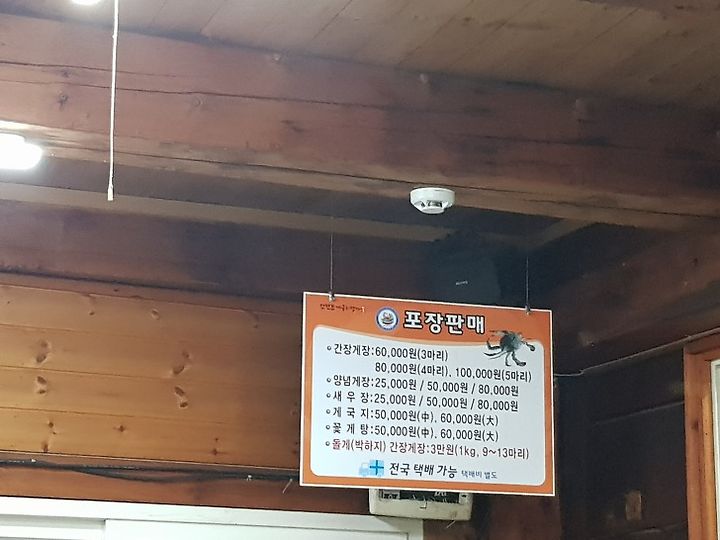 포장판매
간장게장:60,000원(3마리)
80,000원(4마리), 100,000원(5마리)
양념게장:25,000원 / 50,000원 / 80,000원
새 우 장:25,000원 / 50,000원 / 80,000원
게 국 지:50,000원(中), 60,000원(大)
꽃 게 탕:50,000원(中), 60,000원(大)
돌게(박하지) 간장게장:3만원(1kg, 9~13마리)
전국 택배 가능 택배비 별도